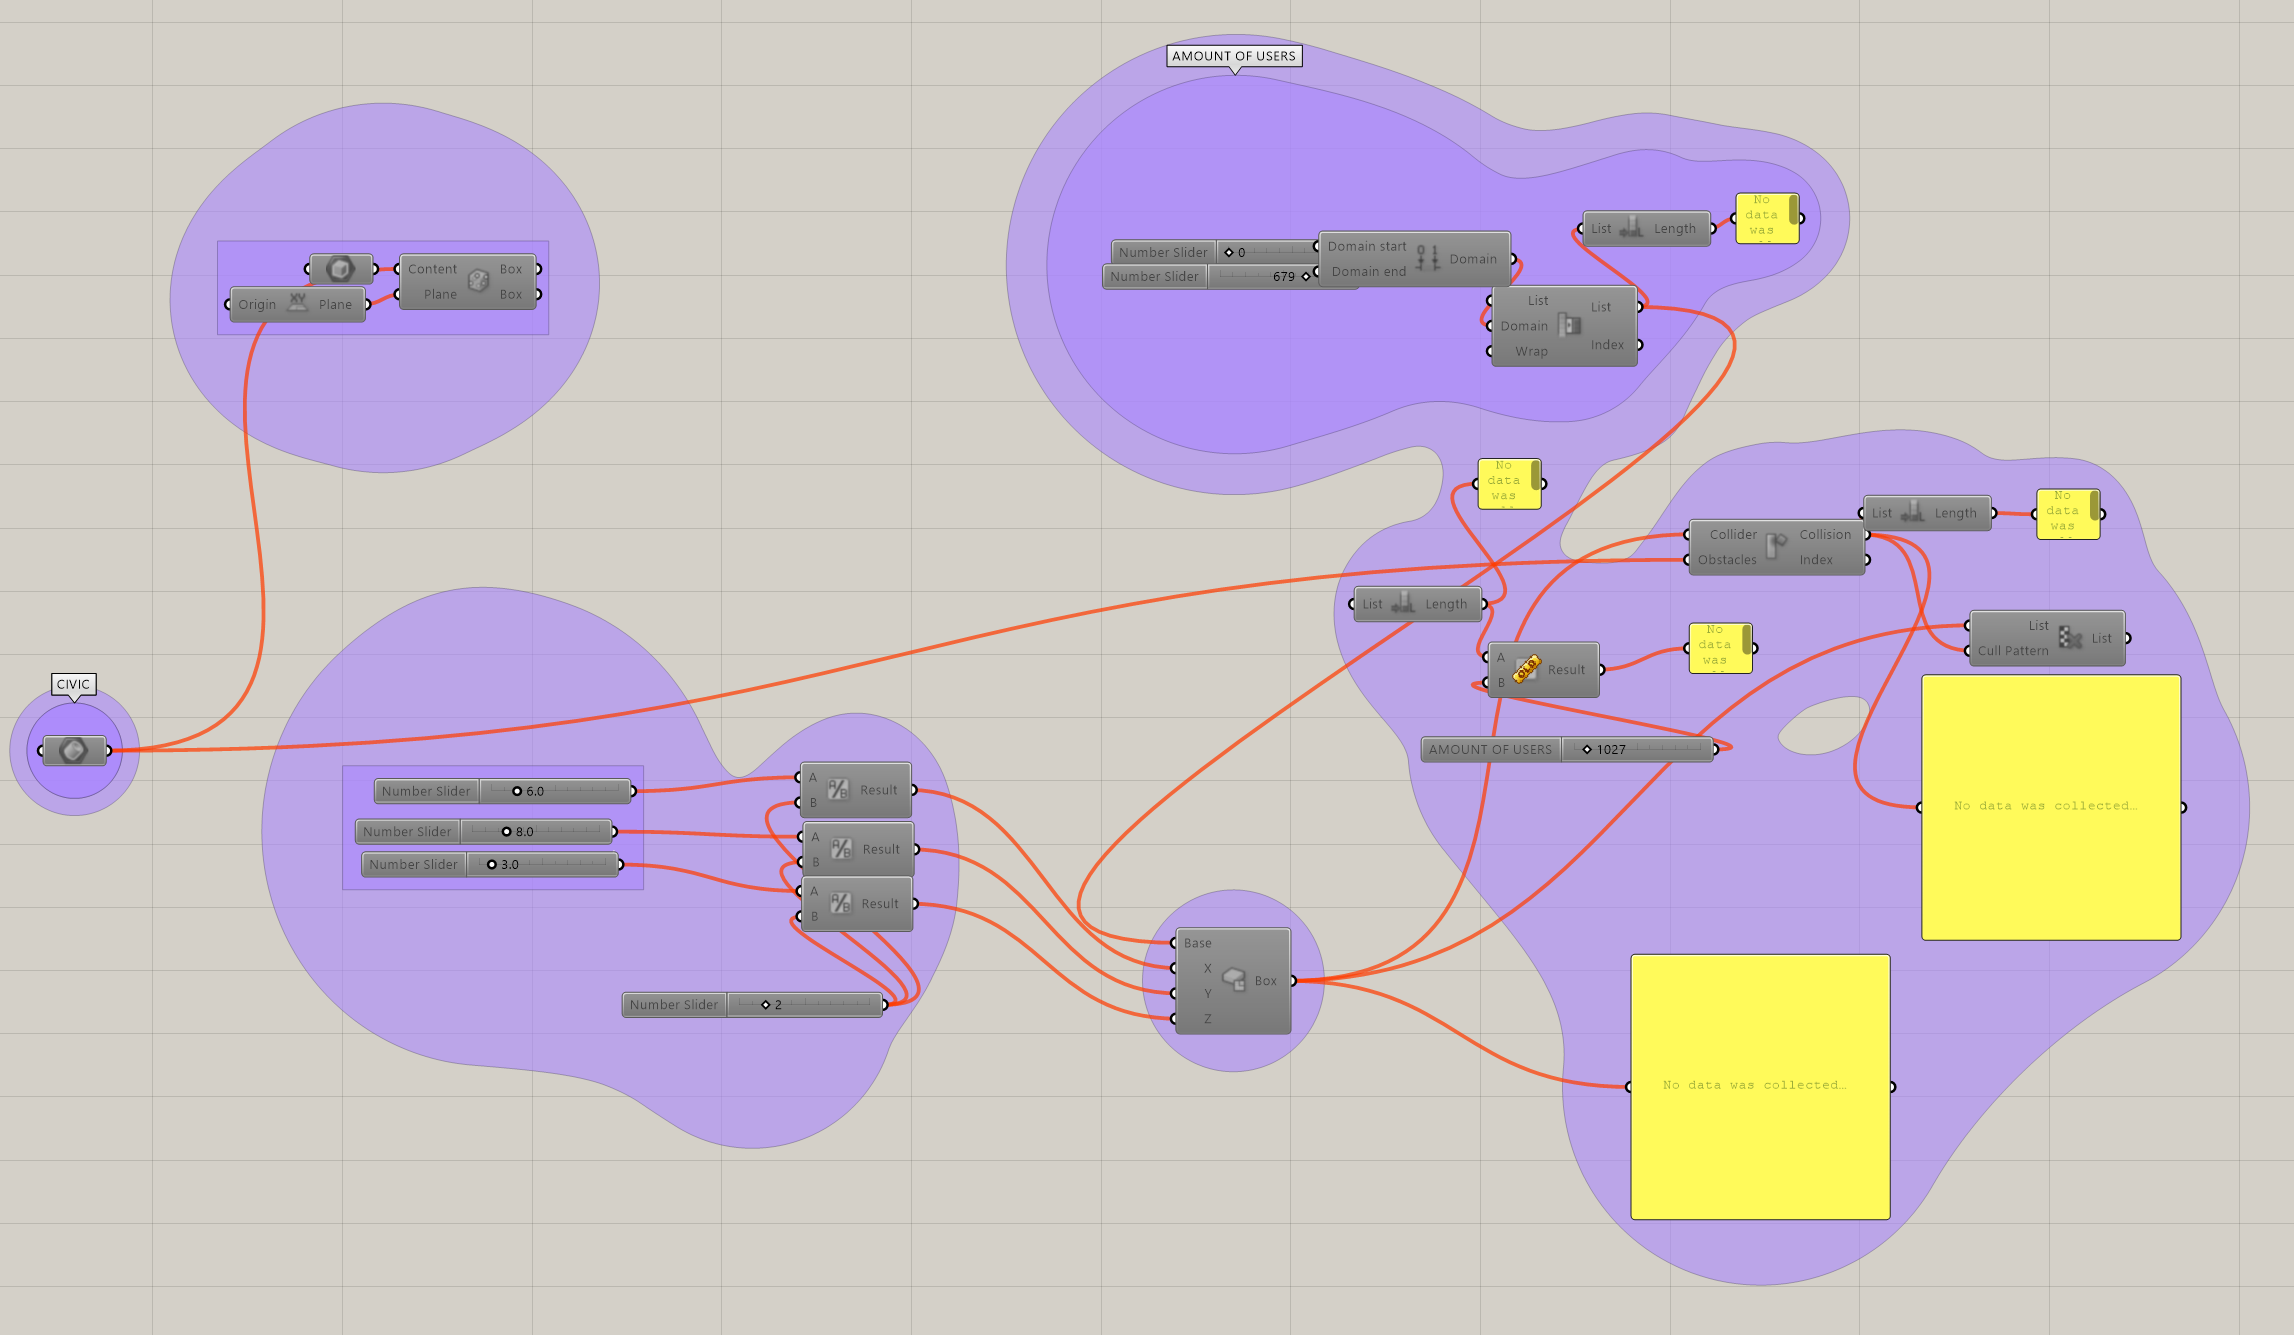 AMOUNT OF USERS
Number Slider 0
Number Slider 679
Domain start
Domain end
Domain
List Length
No
data
was
List
Domain
Wrap
List
Index
Content
Plane
Box
Box
XY
Origin Plane
No
data
was
Collider
Obstacles
Collision
Index
List Length
No
data
was
List Length
List
Cull Pattern
List
A
B
OLD
Result
No
data
was
AMOUNT OF USERS 1027
CIVIC
Number Slider 6.0
Number Slider 8.0
Number Slider 3.0
A
B
A/B
Result
A
B
A/B
Result
A
B
A/B
Result
Number Slider 2
Base
X
Y
Z
Box
No data was collected…
No data was collected…